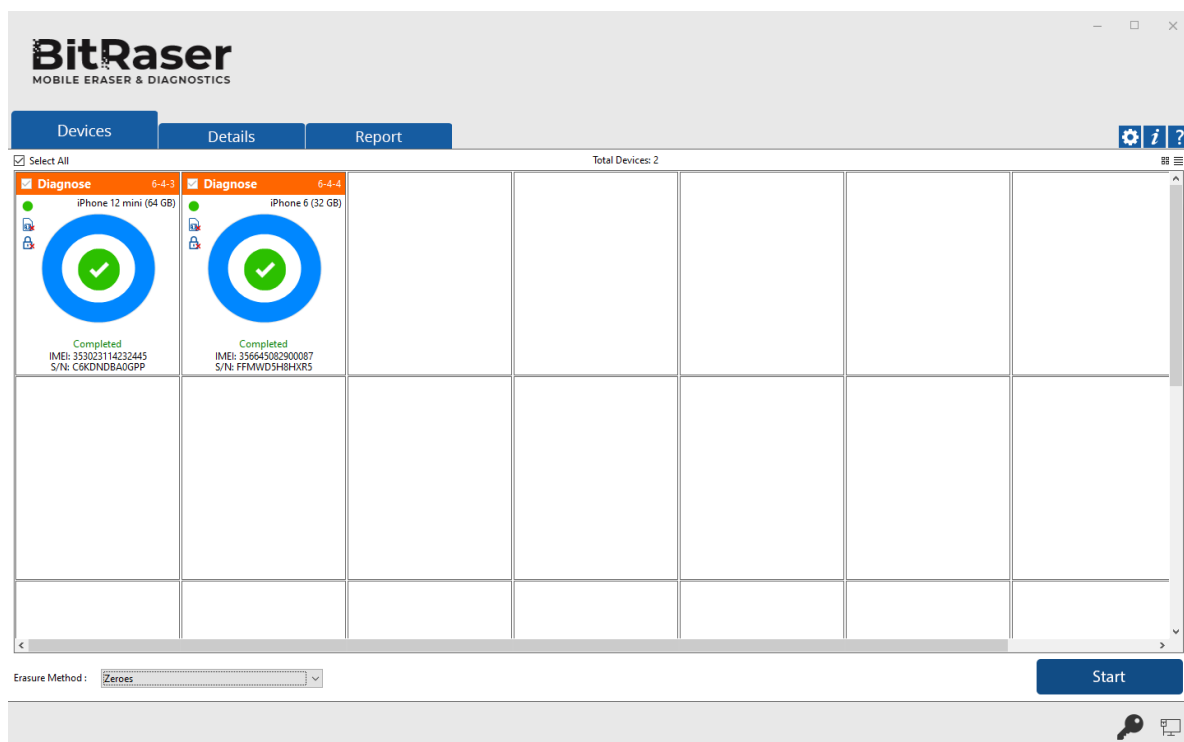 BitRaser
MOBILE ERASER & DIAGNOSTICS
Devices
Details
Report
i
?
Select All
Total Devices: 2
Diagnose 6-4-3
iPhone 12 mini (64 GB)
Completed
IMEI: 353023114232445
S/N: C6KDNDBA0GPP
Diagnose 6-4-4
iPhone 6 (32 GB)
Completed
IMEI: 356645082900087
S/N: FFMWD5H8HXR5
Erasure Method : Zeroes
Start